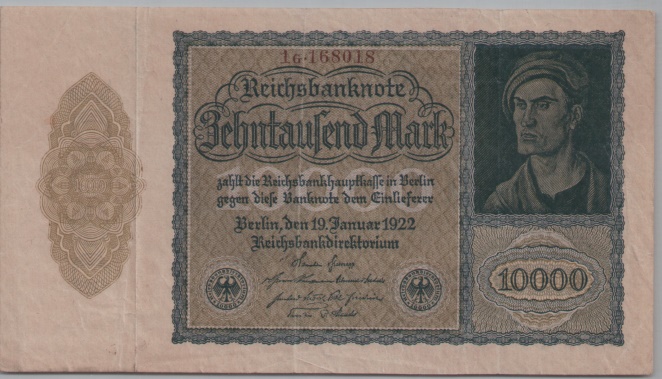 1G·168018
Reichsbanknote
Zehntausend Mark
zahlt die Reichsbankhauptkasse in Berlin
gegen diese Banknote dem Einlieferer
Berlin, den 19. Januar 1922
Reichsbankdirektorium
10000